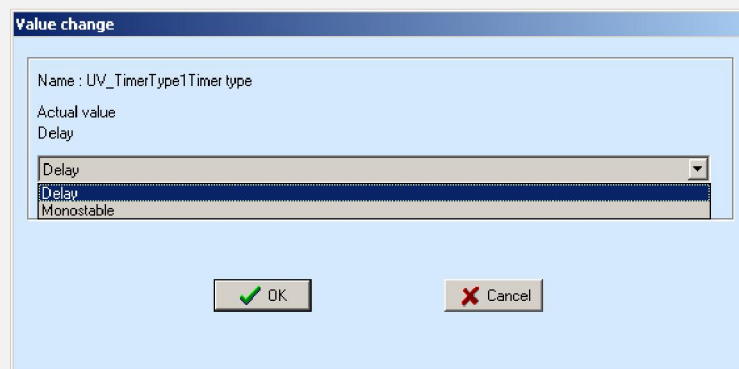 Value change
Name : UV_TimerType1Timer type
Actual value
Delay
Delay
Delay
Monostable
OK
Cancel